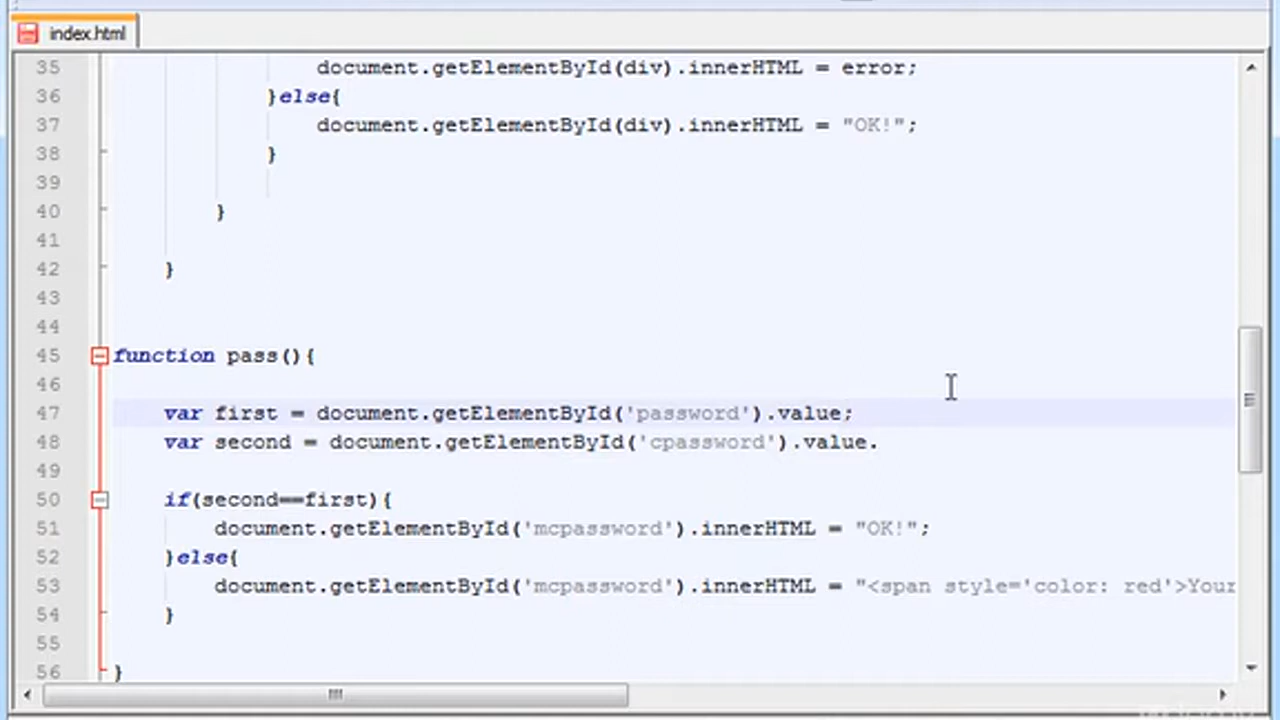 index.html
35 document.getElementById(div).innerHTML = error;
36 }else{
37 document.getElementById(div).innerHTML = "OK!";
38 }
39
40 }
41
42 }
43
44
45 function pass(){
46
47 var first = document.getElementById('password').value;
48 var second = document.getElementById('cpassword').value.
49
50 if(second==first){
51 document.getElementById('mcpassword').innerHTML = "OK!";
52 }else{
53 document.getElementById('mcpassword').innerHTML = "<span style='color: red'>Your
54 }
55
56 }